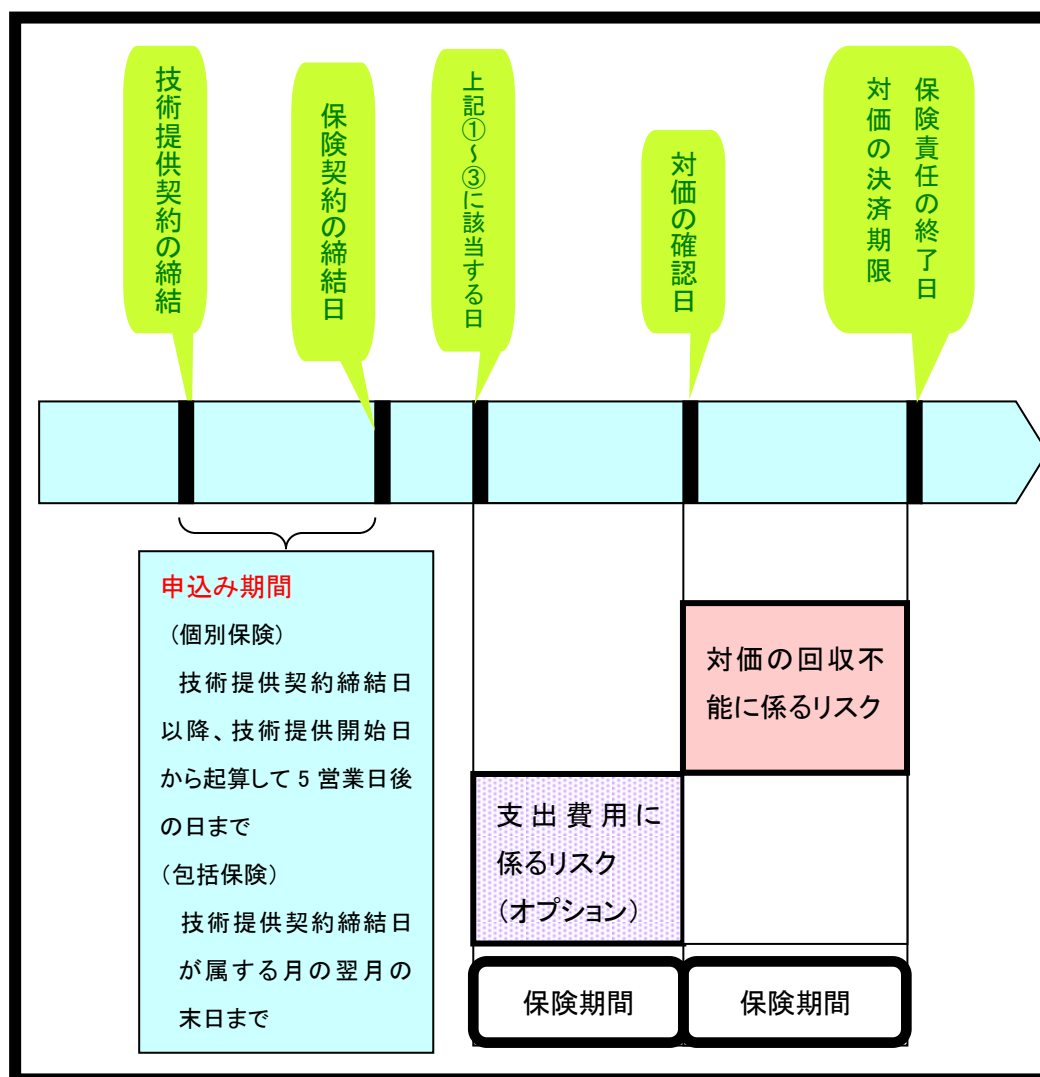 技術提供契約の締結
保険契約の締結日
上記①～③に該当する日
対価の確認日
保険責任の終了日
対価の決済期限
申込み期間
（個別保険）
技術提供契約締結日
以降、技術提供開始日
から起算して5営業日後
の日まで
（包括保険）
技術提供契約締結日
が属する月の翌月の
末日まで
対価の回収不
能に係るリスク
支出費用に
係るリスク
（オプション）
保険期間
保険期間